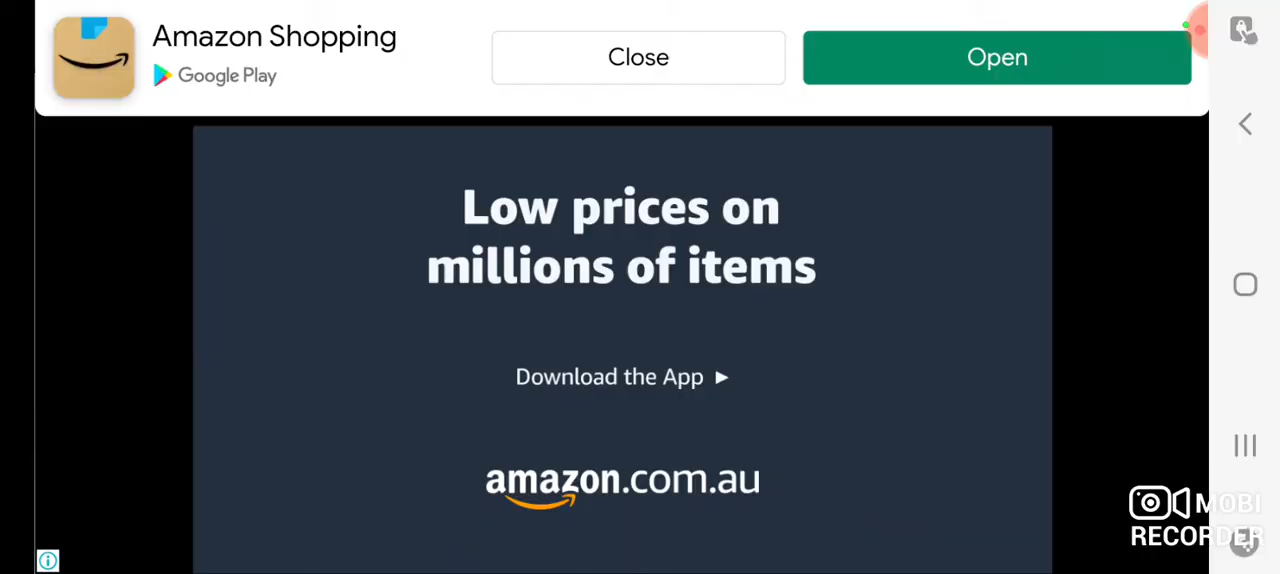 Amazon Shopping
Google Play
Close
Open
Low prices on
millions of items
Download the App ►
amazon.com.au
MOBI
RECORDER